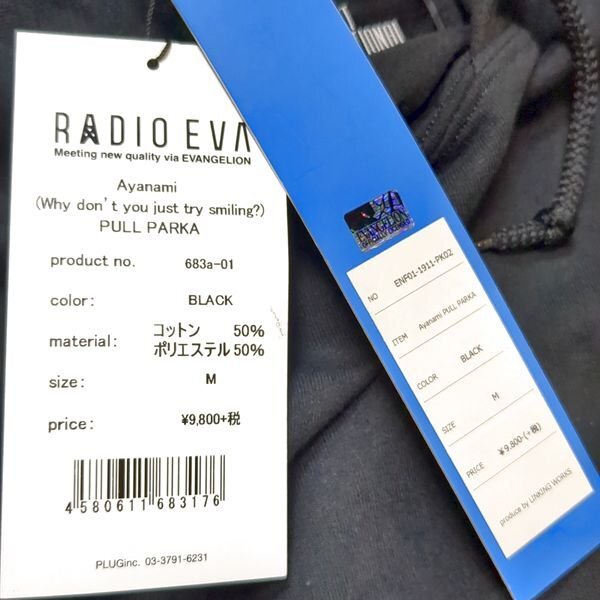 RADIO EVA
Meeting new quality via EVANGELION
Ayanami
(Why don't you just try smiling?)
PULL PARKA
product no. 683a-01
color: BLACK
material: コットン 50%
ポリエステル 50%
size: M
price: ¥9,800+税
4 580611 683176
PLUGinc. 03-3791-6231
EVANGELION
NO ENF01-1911-PK02
ITEM Ayanami PULL PARKA
COLOR BLACK
SIZE M
PRICE ¥9.800-(+税)
produce by LINKING WORKS